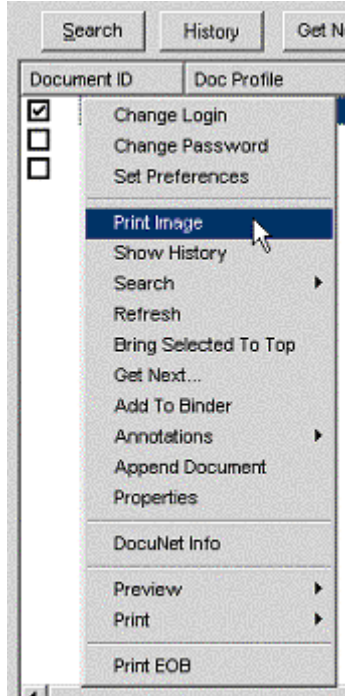 Search History Get N
Document ID Doc Profile
Change Login
Change Password
Set Preferences
Print Image
Show History
Search
Refresh
Bring Selected To Top
Get Next...
Add To Binder
Annotations
Append Document
Properties
DocuNet Info
Preview
Print
Print EOB